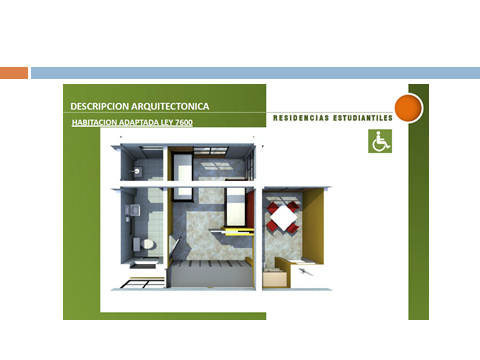 DESCRIPCION ARQUITECTONICA
HABITACION ADAPTADA LEY 7600
RESIDENCIAS ESTUDIANTILES